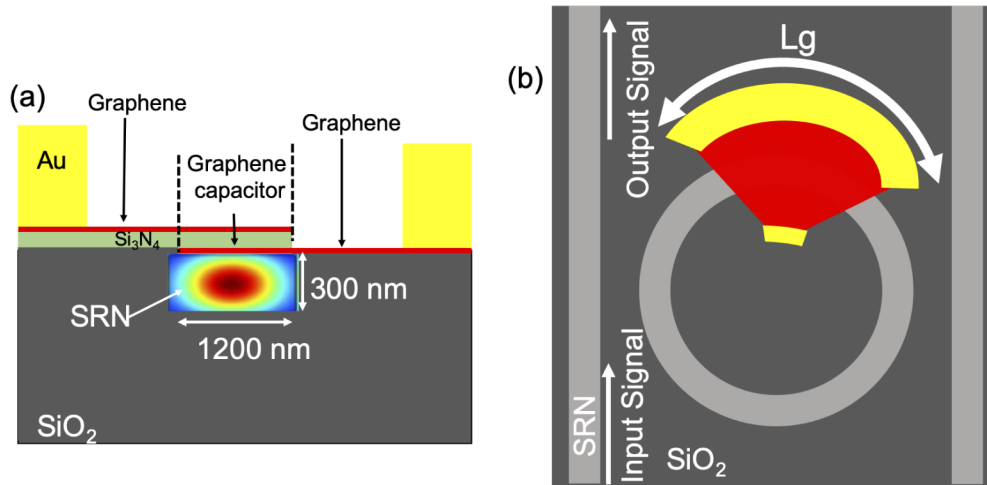 (a)
Graphene
Graphene
Au
Graphene
capacitor
Si₃N₄
SRN
300 nm
1200 nm
SiO₂
(b)
Output Signal
Lg
SRN
Input Signal
SiO₂